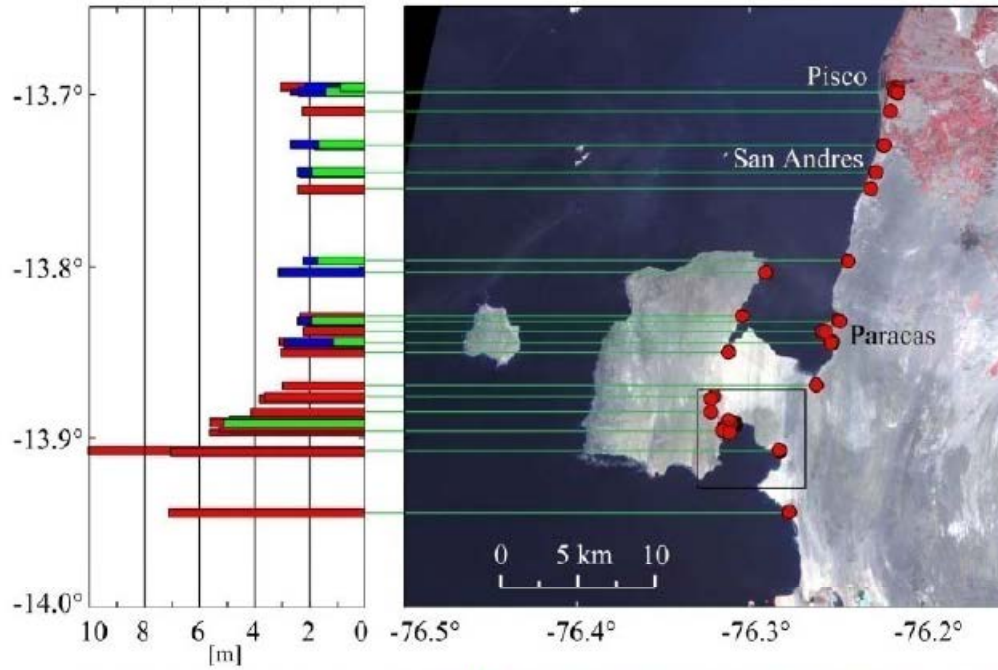 -13.7°
-13.8°
-13.9°
-14.0°
10 8 6 4 2 0
[m]
Pisco
San Andres
Paracas
0 5 km 10
-76.5° -76.4° -76.3° -76.2°